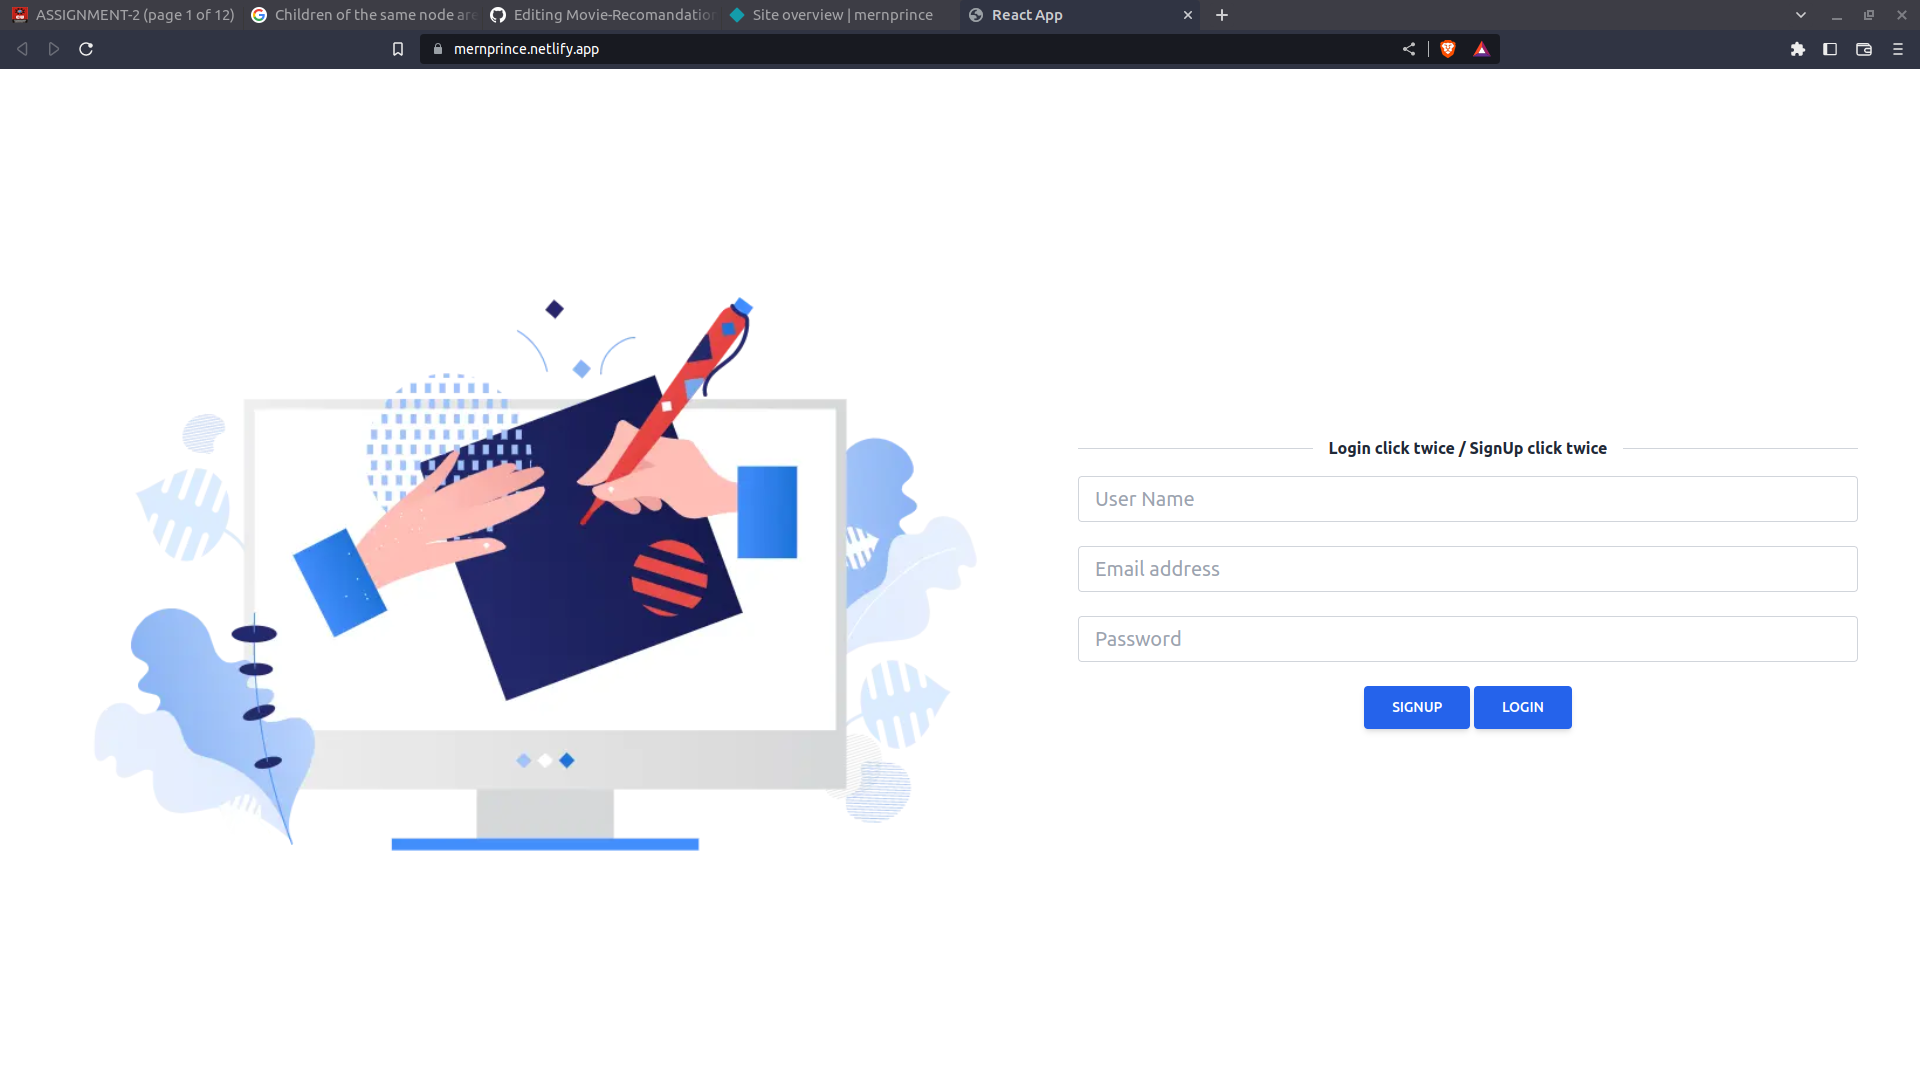 ASSIGNMENT-2 (page 1 of 12)
Children of the same node are
Editing Movie-Recomandation
Site overview | mernprince
React App
mernprince.netlify.app
Login click twice / SignUp click twice
User Name
Email address
Password
SIGNUP LOGIN